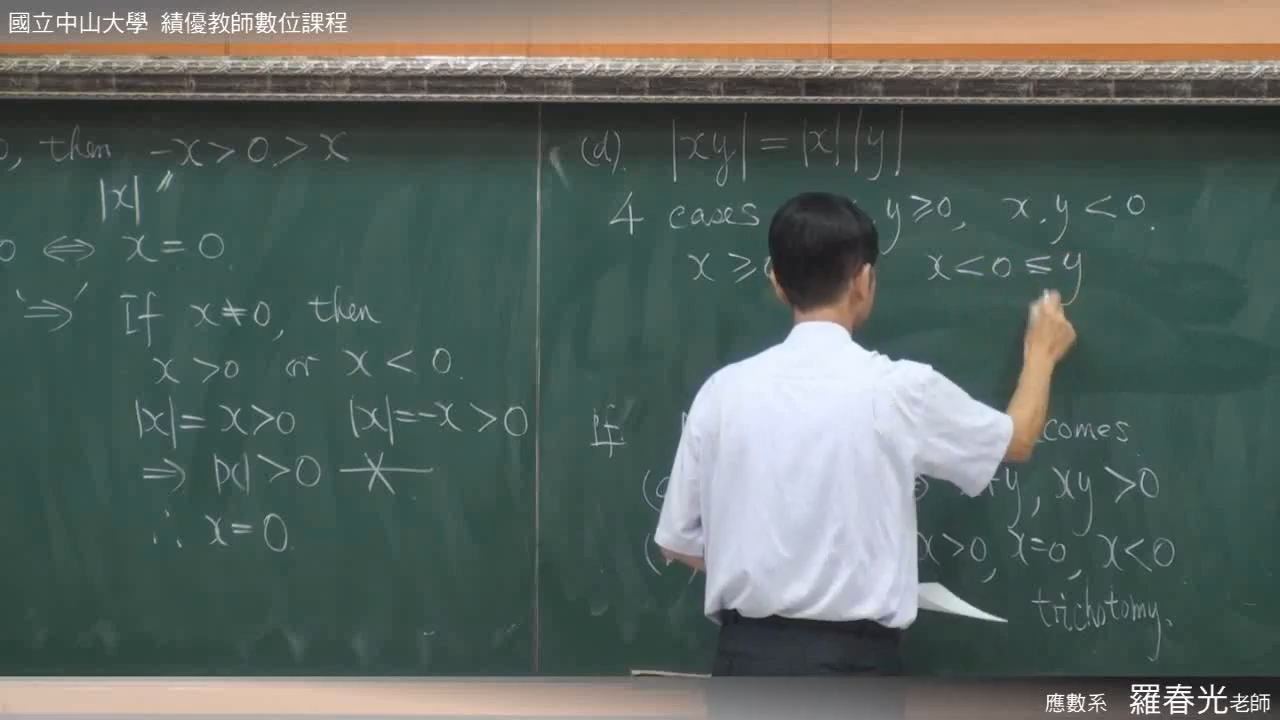 國立中山大學 績優教師數位課程
0, then -x > 0 > x
|x| "
0 ⇔ x = 0
'⇒' If x ≠ 0, then
x > 0 or x < 0.
|x| = x > 0 |x| = -x > 0
⇒ |x| > 0 ⚹
∴ x = 0
(d). |xy| = |x||y|
4 cases y ≥ 0, x, y < 0.
x ≥ x < 0 ≤ y
If comes
y, xy > 0
x > 0, x = 0, x < 0
trichotomy.
應數系 羅春光老師